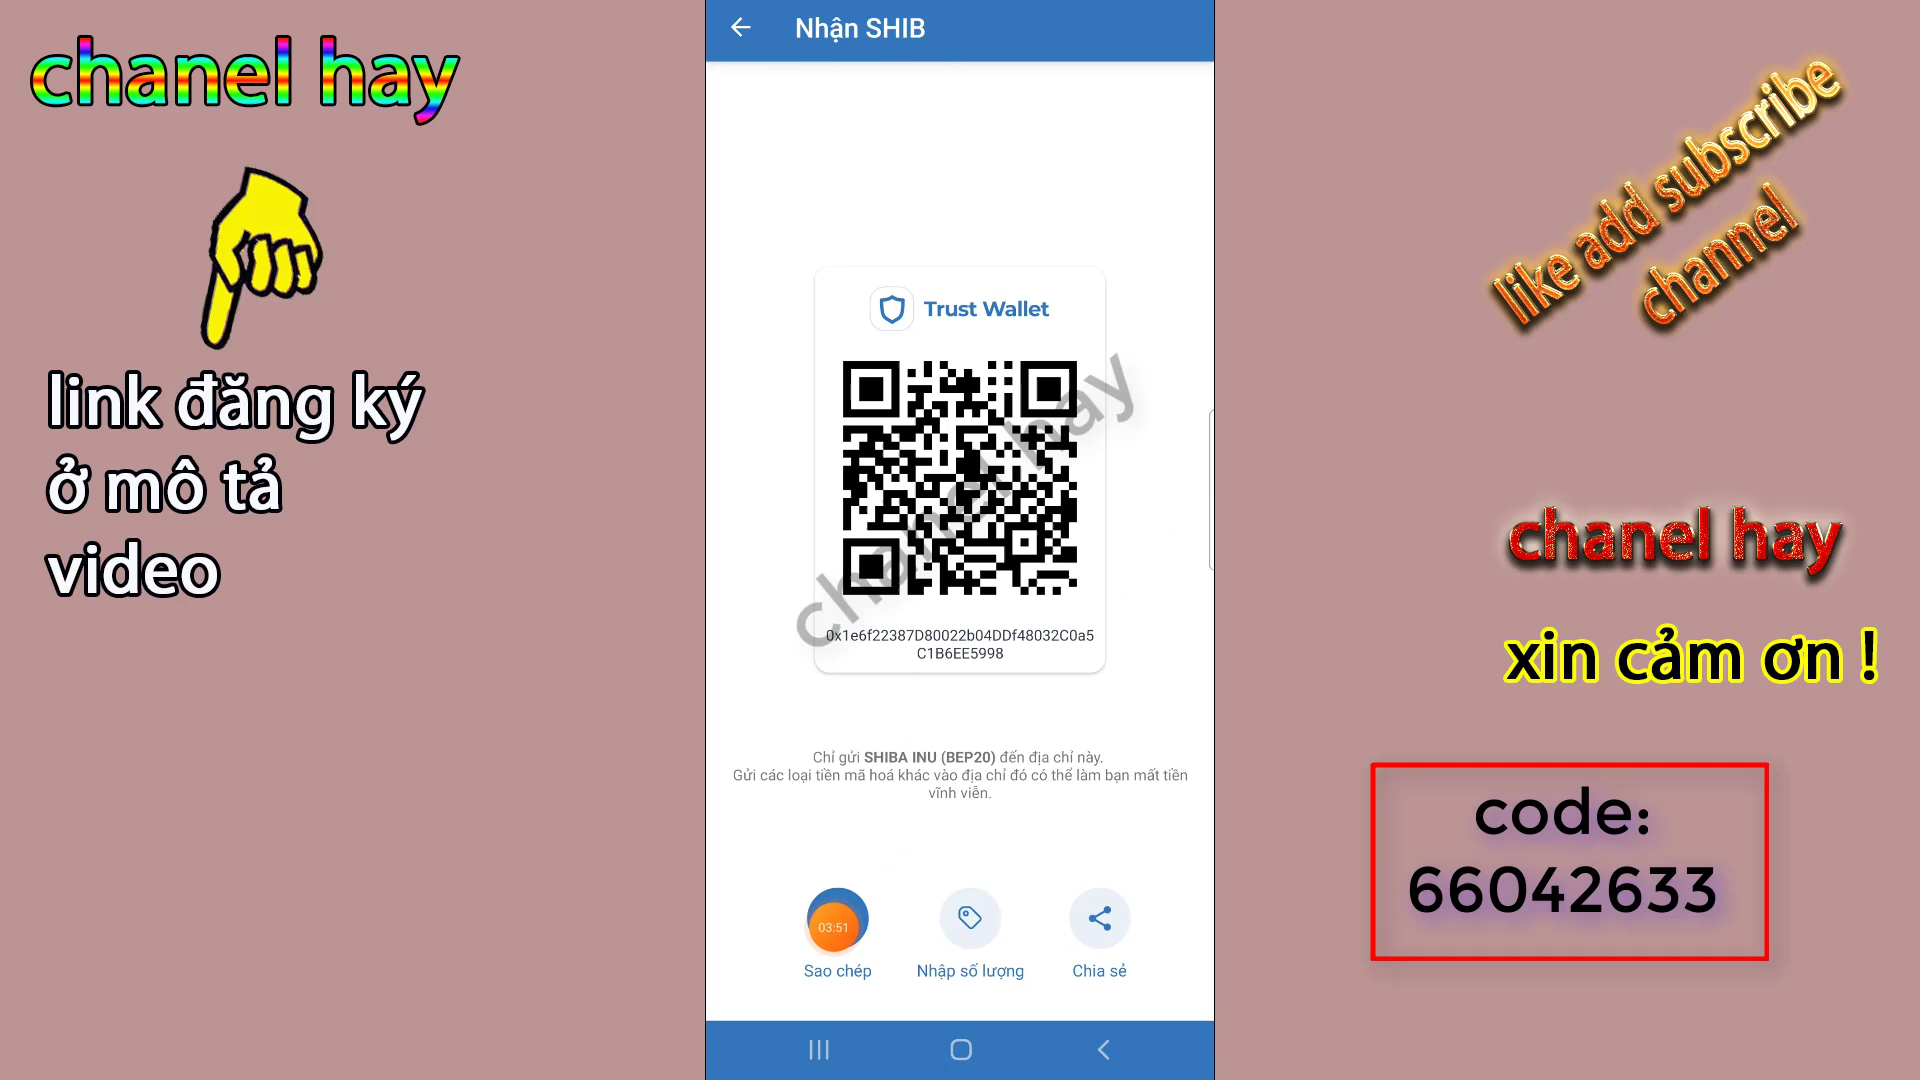 chanel hay
link đăng ký
ở mô tả
video
Nhận SHIB
Trust Wallet
chanel hay
0x1e6f22387D80022b04DDf48032C0a5
C1B6EE5998
Chỉ gửi SHIBA INU (BEP20) đến địa chỉ này.
Gửi các loại tiền mã hoá khác vào địa chỉ đó có thể làm bạn mất tiền
vĩnh viễn.
03:51
Sao chép
Nhập số lượng
Chia sẻ
like add subscribe
channel
chanel hay
xin cảm ơn !
code:
66042633